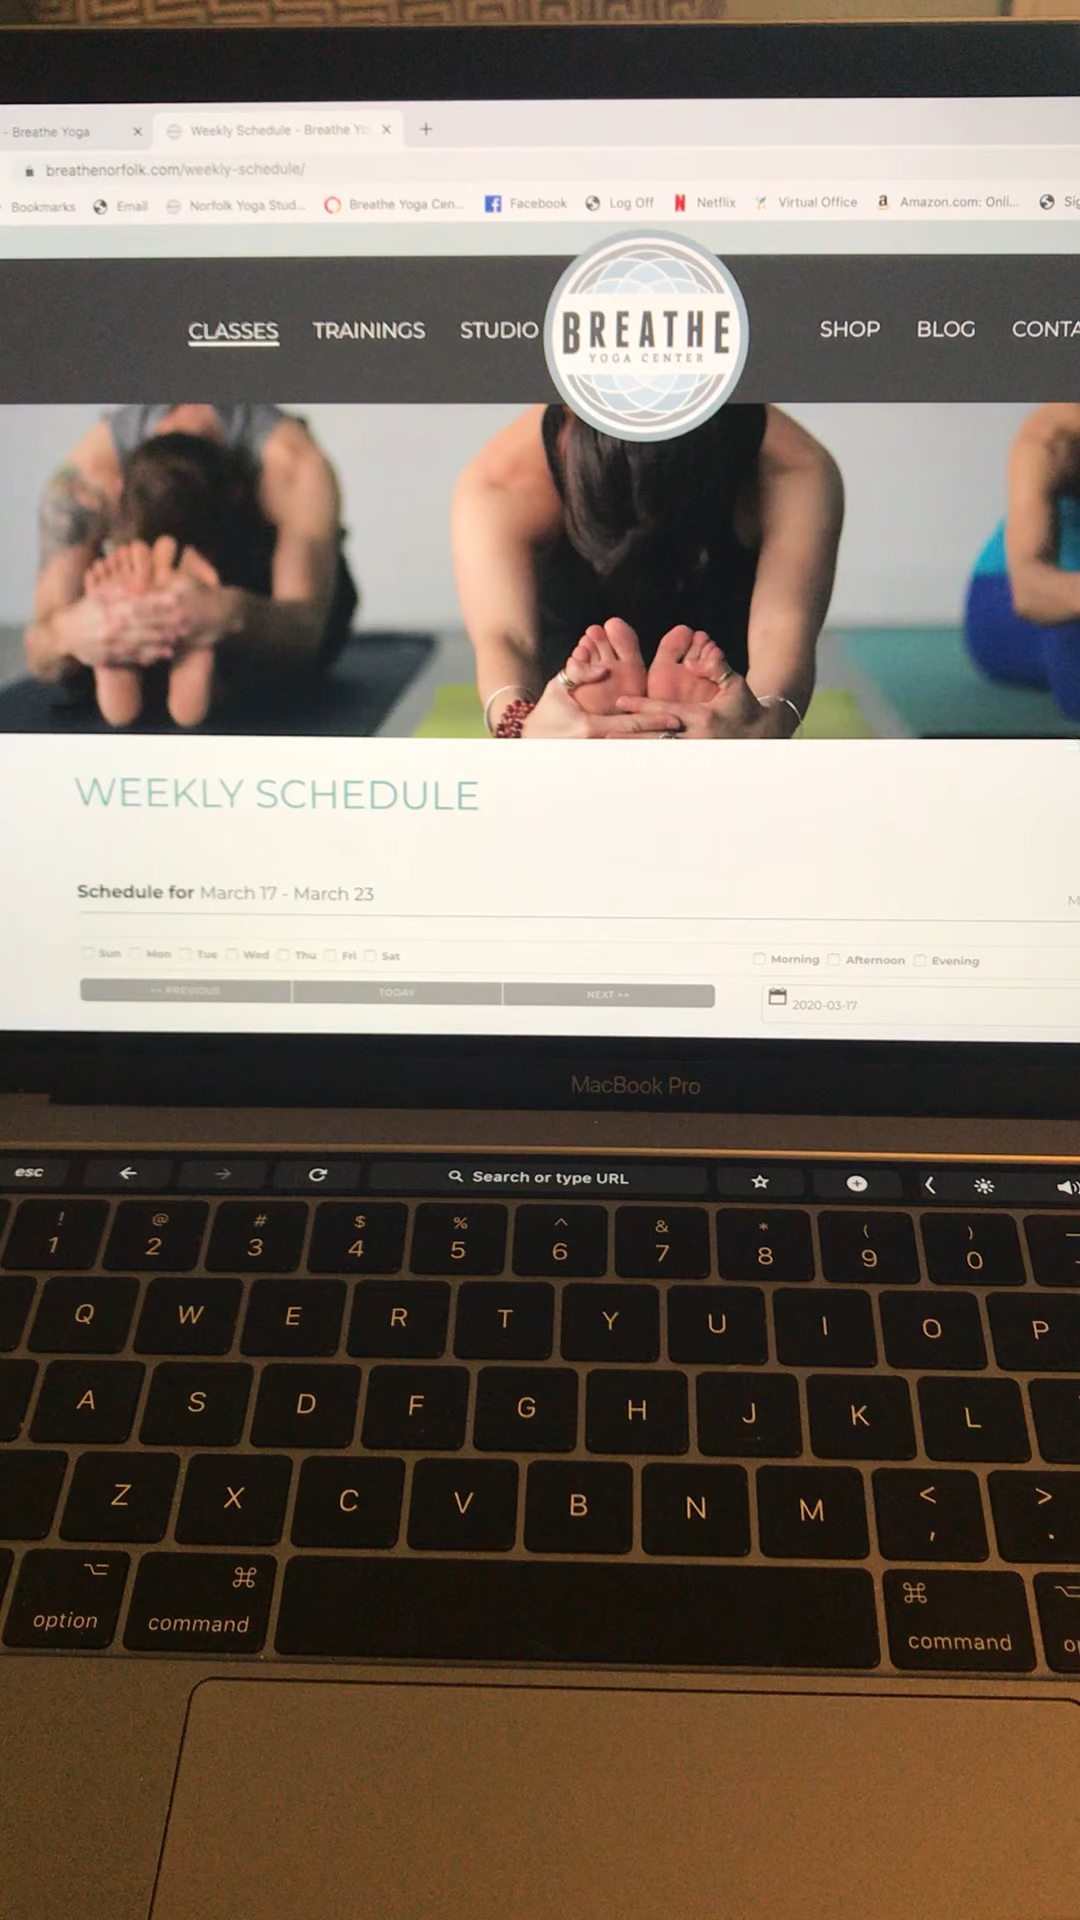 - Breathe Yoga × Weekly Schedule - Breathe Yo × +
breathenorfolk.com/weekly-schedule/
Bookmarks Email Norfolk Yoga Stud... Breathe Yoga Cen... Facebook Log Off Netflix Virtual Office Amazon.com: Onli...
CLASSES TRAININGS STUDIO BREATHE SHOP BLOG CONTA
YOGA CENTER
WEEKLY SCHEDULE
Schedule for March 17 - March 23
Sun Mon Tue Wed Thu Fri Sat Morning Afternoon Evening
<< PREVIOUS TODAY NEXT >> 2020-03-17
MacBook Pro
esc Search or type URL
! @ # $ % ^ & * ( )
1 2 3 4 5 6 7 8 9 0
Q W E R T Y U I O P
A S D F G H J K L
Z X C V B N M < >
, .
option command command